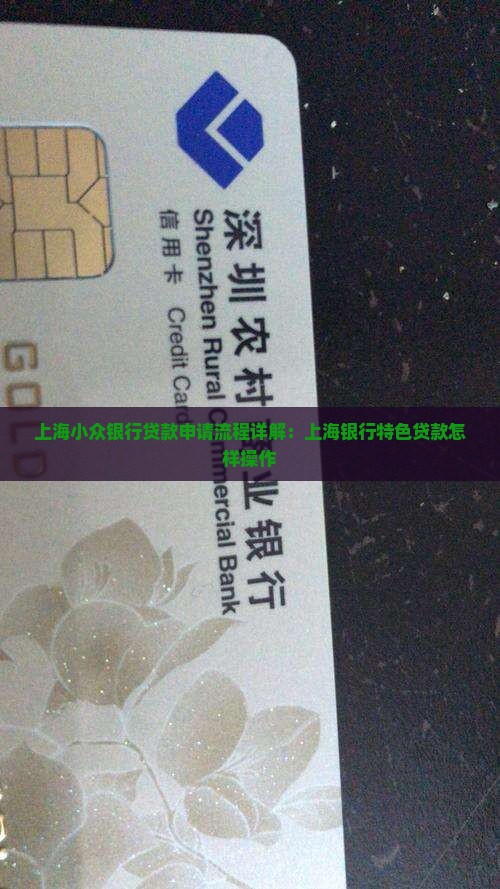 深圳农村商业银行
Shenzhen Rural Commercial Bank
信用卡 Credit Card
GOLD
上海小众银行贷款申请流程详解：上海银行特色贷款怎
样操作